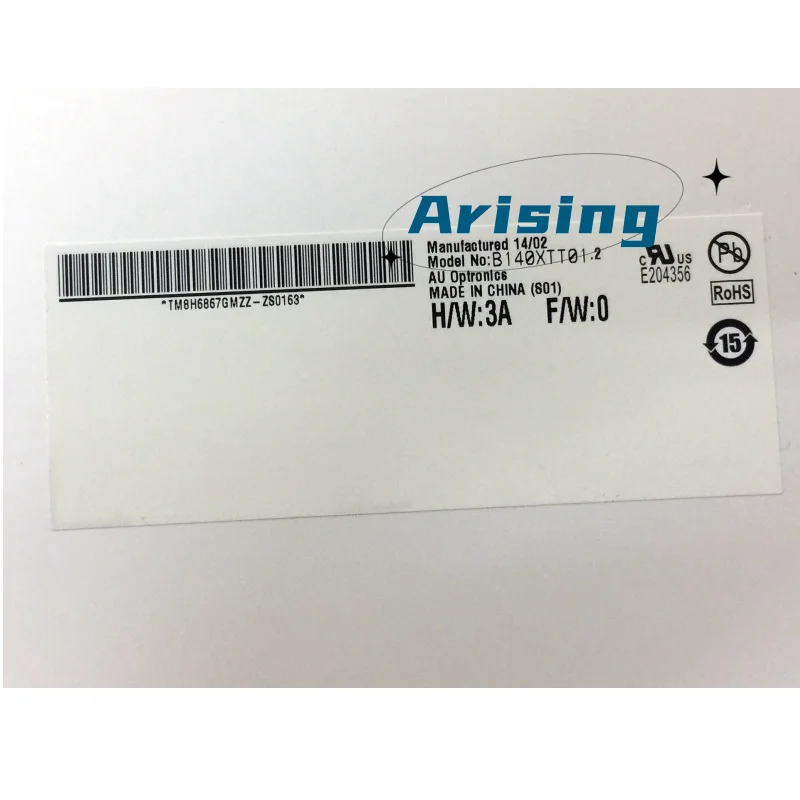 Arising
Manufactured 14/02
Model No:B140XTT01.2
AU Optronics
MADE IN CHINA (S01)
H/W:3A F/W:0
*TM8H6867GMZZ-ZS0163*
c RU US
E204356
Pb
RoHS
15